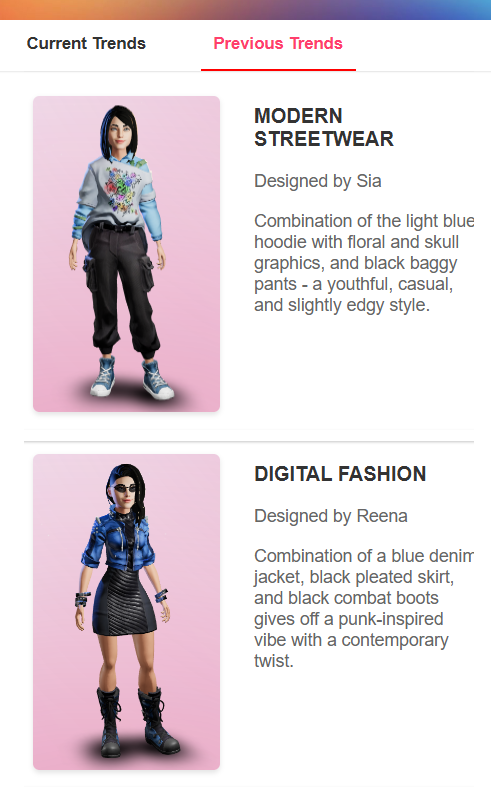 Current Trends
Previous Trends
MODERN
STREETWEAR
Designed by Sia
Combination of the light blue
hoodie with floral and skull
graphics, and black baggy
pants - a youthful, casual,
and slightly edgy style.
DIGITAL FASHION
Designed by Reena
Combination of a blue denim
jacket, black pleated skirt,
and black combat boots
gives off a punk-inspired
vibe with a contemporary
twist.